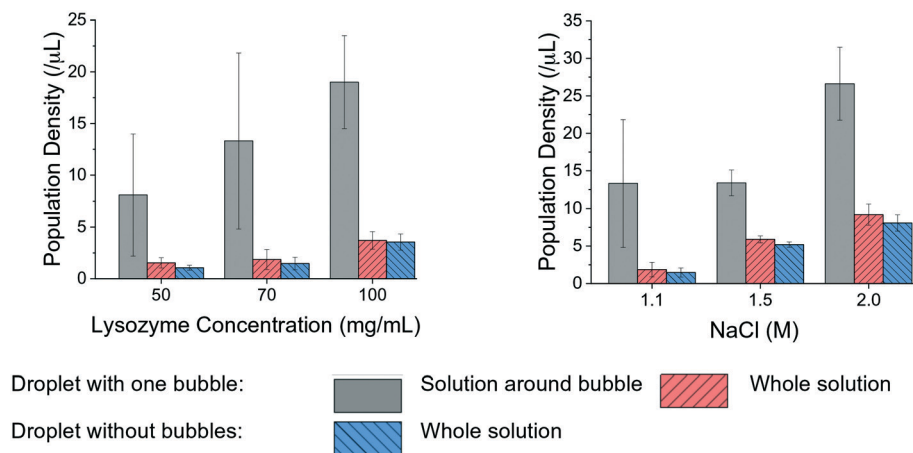 25
20
15
10
5
0
Population Density (/μL)
50 70 100
Lysozyme Concentration (mg/mL)
35
30
25
20
15
10
5
0
Population Density (/μL)
1.1 1.5 2.0
NaCl (M)
Droplet with one bubble: Solution around bubble Whole solution
Droplet without bubbles: Whole solution